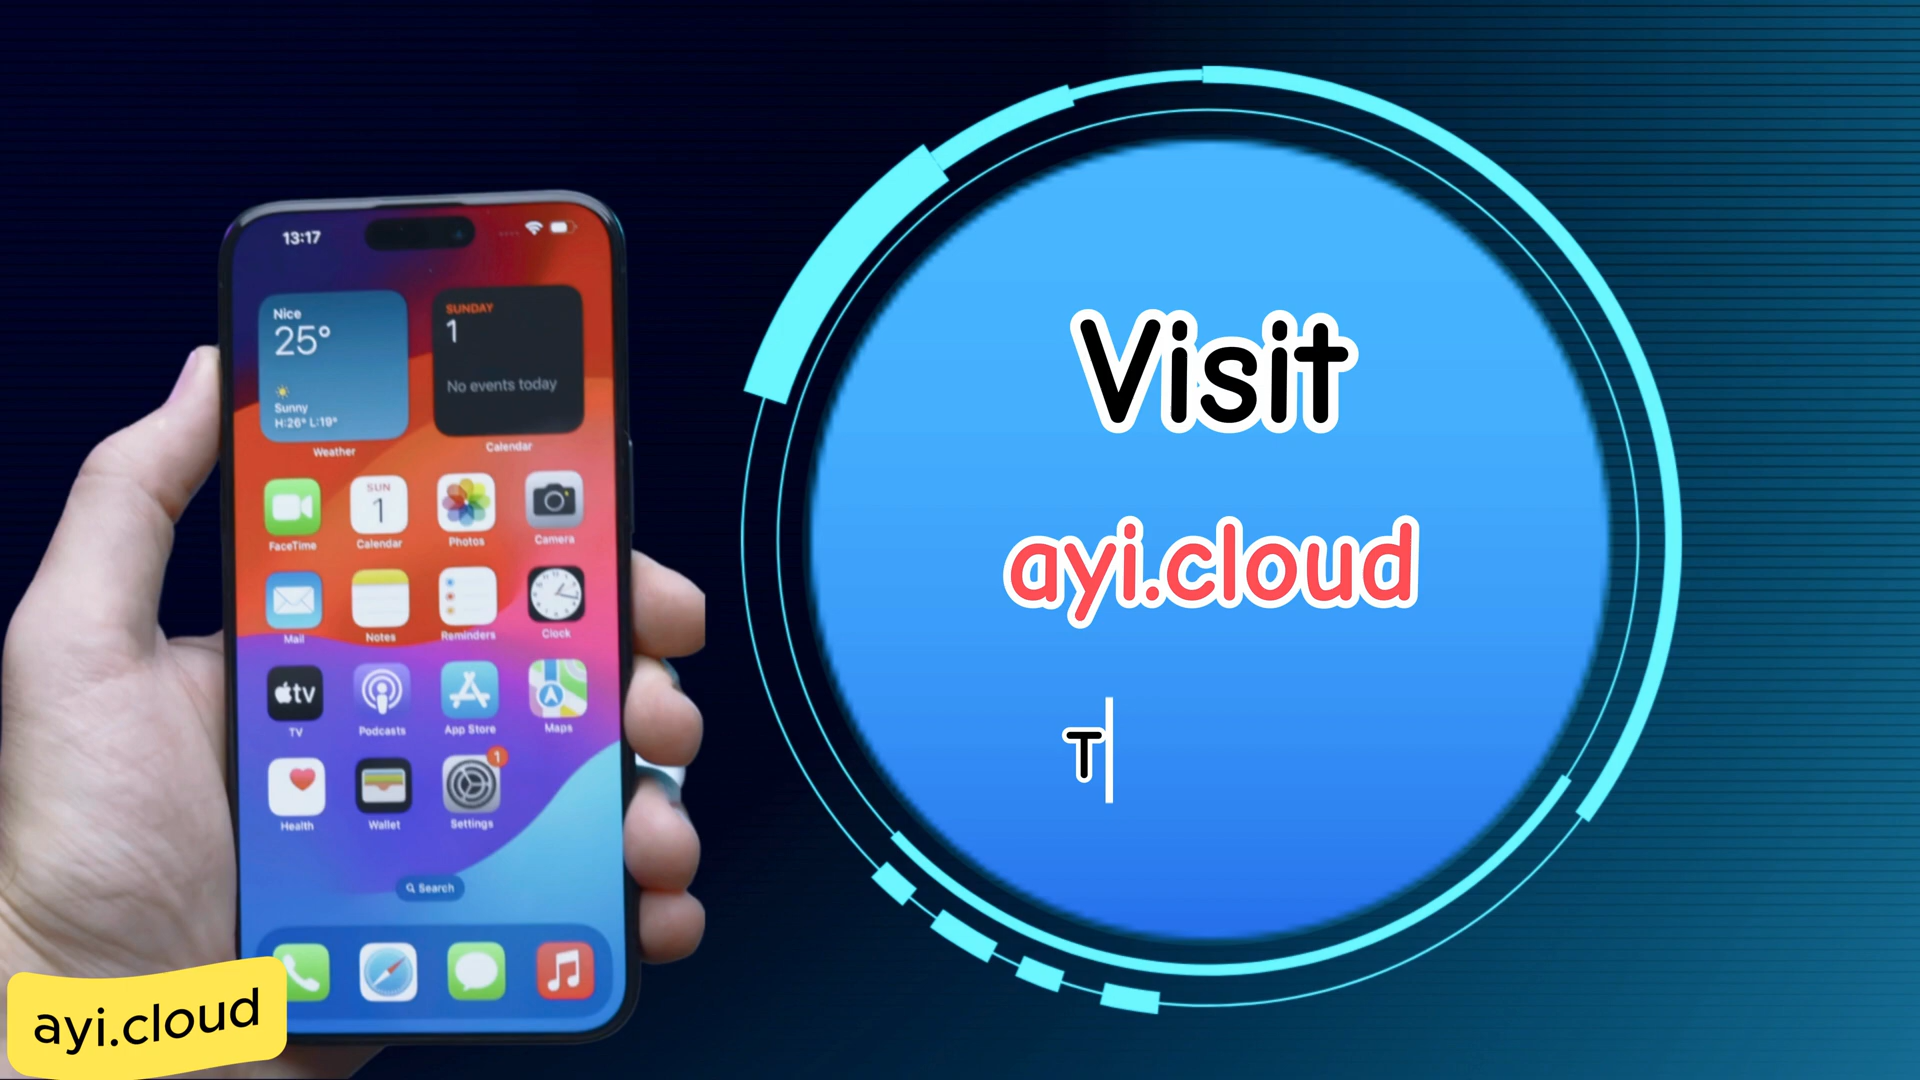 13:17
Nice
25°
Sunny
H:26° L:19°
Weather
SUNDAY
1
No events today
Calendar
FaceTime
SUN
1
Calendar
Photos
Camera
Mail
Notes
Reminders
Clock
tv
TV
Podcasts
App Store
Maps
Health
Wallet
1
Settings
Search
ayi.cloud
Visit
ayi.cloud
T